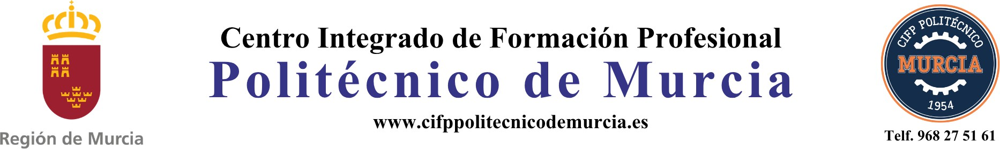 Región de Murcia
Centro Integrado de Formación Profesional
Politécnico de Murcia
www.cifppolitecnicodemurcia.es
CIFP POLITÉCNICO
MURCIA
1954
Telf. 968 27 51 61